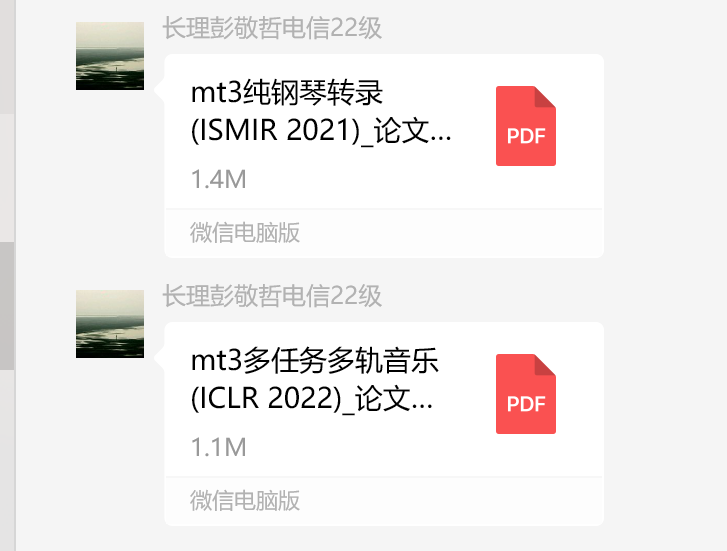 长理彭敬哲电信22级
mt3纯钢琴转录
(ISMIR 2021)_论文...
PDF
1.4M
微信电脑版
长理彭敬哲电信22级
mt3多任务多轨音乐
(ICLR 2022)_论文...
PDF
1.1M
微信电脑版